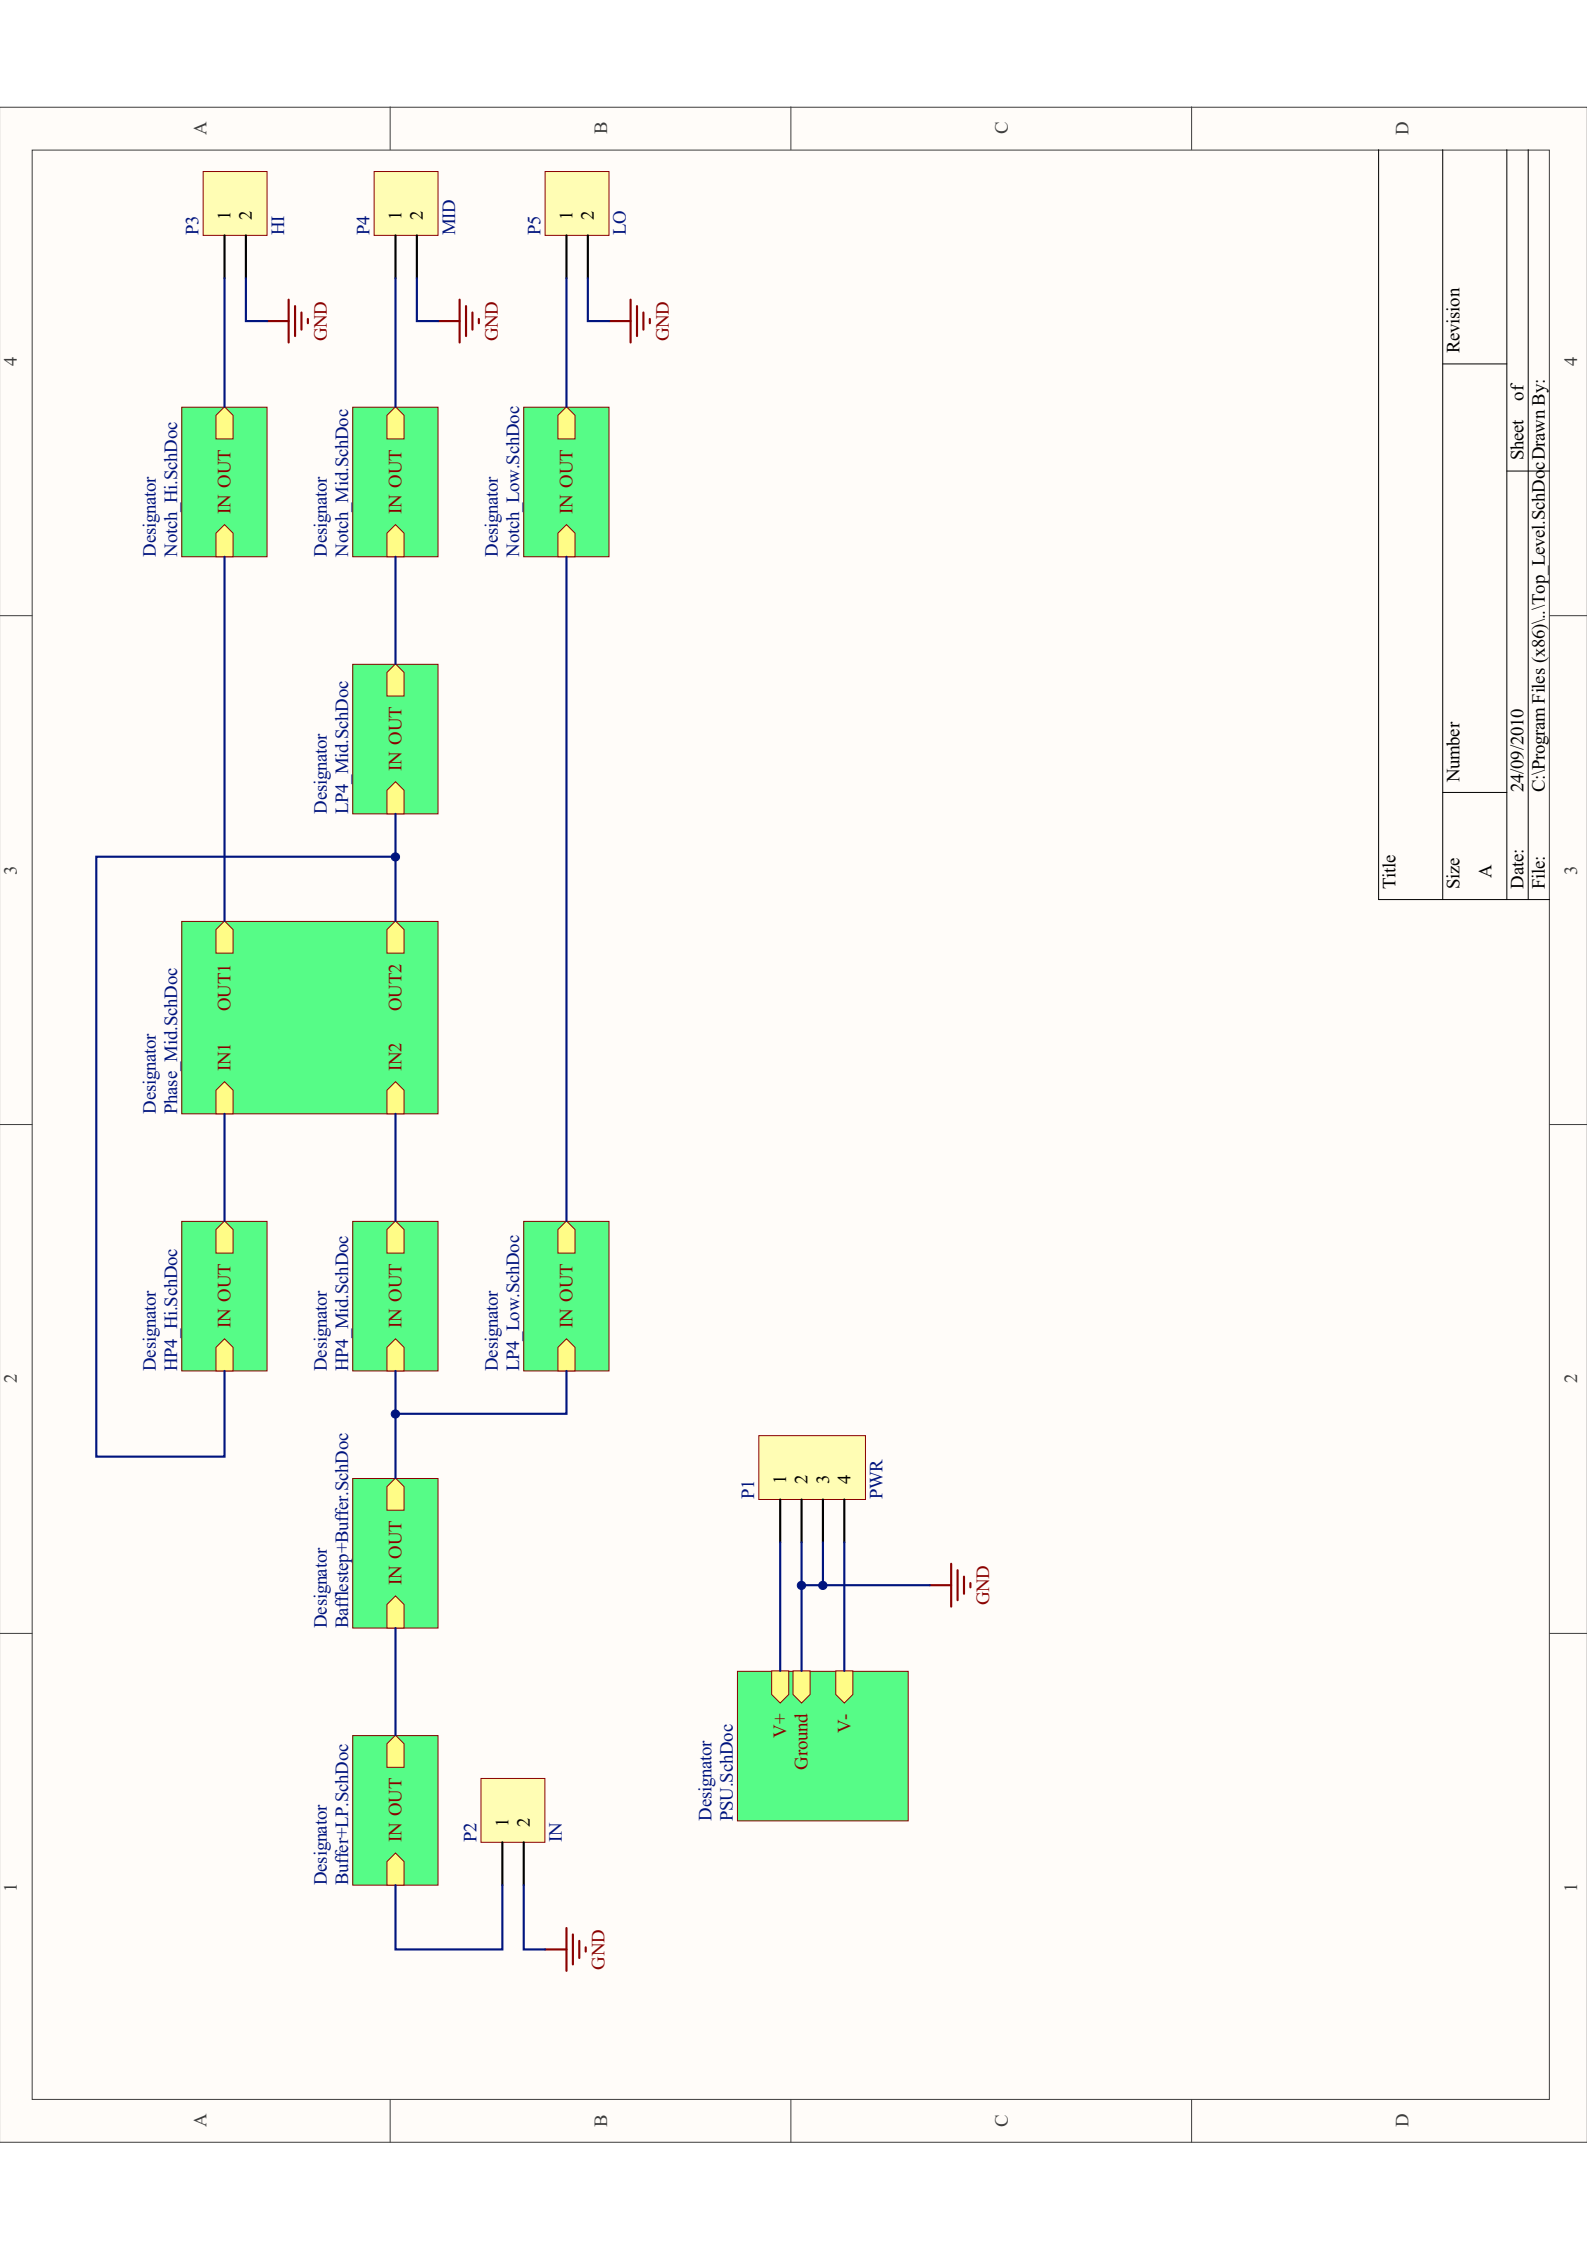 1
2
3
4
A
A
B
B
C
C
D
D
Designator
Notch_Hi.SchDoc
IN OUT
P3
1
2
HI
GND
Designator
Phase_Mid.SchDoc
IN1
OUT1
IN2
OUT2
Designator
HP4_Hi.SchDoc
IN OUT
Designator
Buffer+LP.SchDoc
IN OUT
Designator
Bafflestep+Buffer.SchDoc
IN OUT
Designator
HP4_Mid.SchDoc
IN OUT
Designator
LP4_Mid.SchDoc
IN OUT
Designator
Notch_Mid.SchDoc
IN OUT
P4
1
2
MID
GND
P2
1
2
IN
GND
Designator
LP4_Low.SchDoc
IN OUT
Designator
Notch_Low.SchDoc
IN OUT
P5
1
2
LO
GND
Designator
PSU.SchDoc
V+
Ground
V-
P1
1
2
3
4
PWR
GND
Title
Size
Number
Revision
A
Date:
24/09/2010
Sheet of
File:
C:\Program Files (x86)\..\Top_Level.SchDoc
Drawn By:
1
2
3
4